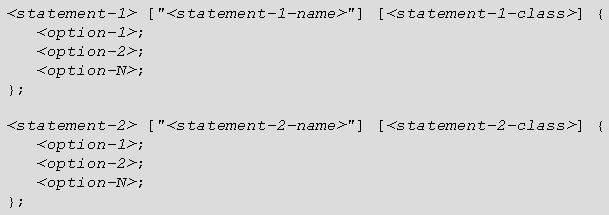 <statement-1> ["<statement-1-name>"] [<statement-1-class>] {
<option-1>;
<option-2>;
<option-N>;
};
<statement-2> ["<statement-2-name>"] [<statement-2-class>] {
<option-1>;
<option-2>;
<option-N>;
};